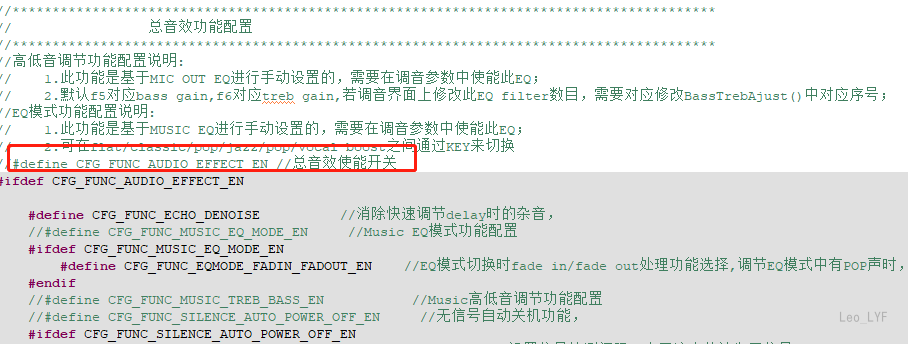 //**********************************************************************
// 总音效功能配置
//**********************************************************************
//高低音调节功能配置说明:
// 1.此功能是基于MIC OUT EQ进行手动设置的, 需要在调音参数中使能此EQ;
// 2.默认f5对应bass gain,f6对应treb gain,若调音界面上修改此EQ filter数目, 需要对应修改BassTrebAjust()中对应序号;
//EQ模式功能配置说明:
// 1.此功能是基于MUSIC EQ进行手动设置的, 需要在调音参数中使能此EQ;
// 2.可在flat/classic/pop/jazz/pop/vocal boost之间通过KEY来切换
//#define CFG_FUNC_AUDIO_EFFECT_EN //总音效使能开关
#ifdef CFG_FUNC_AUDIO_EFFECT_EN
#define CFG_FUNC_ECHO_DENOISE //消除快速调节delay时的杂音,
//#define CFG_FUNC_MUSIC_EQ_MODE_EN //Music EQ模式功能配置
#ifdef CFG_FUNC_MUSIC_EQ_MODE_EN
#define CFG_FUNC_EQMODE_FADIN_FADOUT_EN //EQ模式切换时fade in/fade out处理功能选择,调节EQ模式中有POP声时,
#endif
//#define CFG_FUNC_MUSIC_TREB_BASS_EN //Music高低音调节功能配置
//#define CFG_FUNC_SILENCE_AUTO_POWER_OFF_EN //无信号自动关机功能,
#ifdef CFG_FUNC_SILENCE_AUTO_POWER_OFF_EN
Leo_LYF